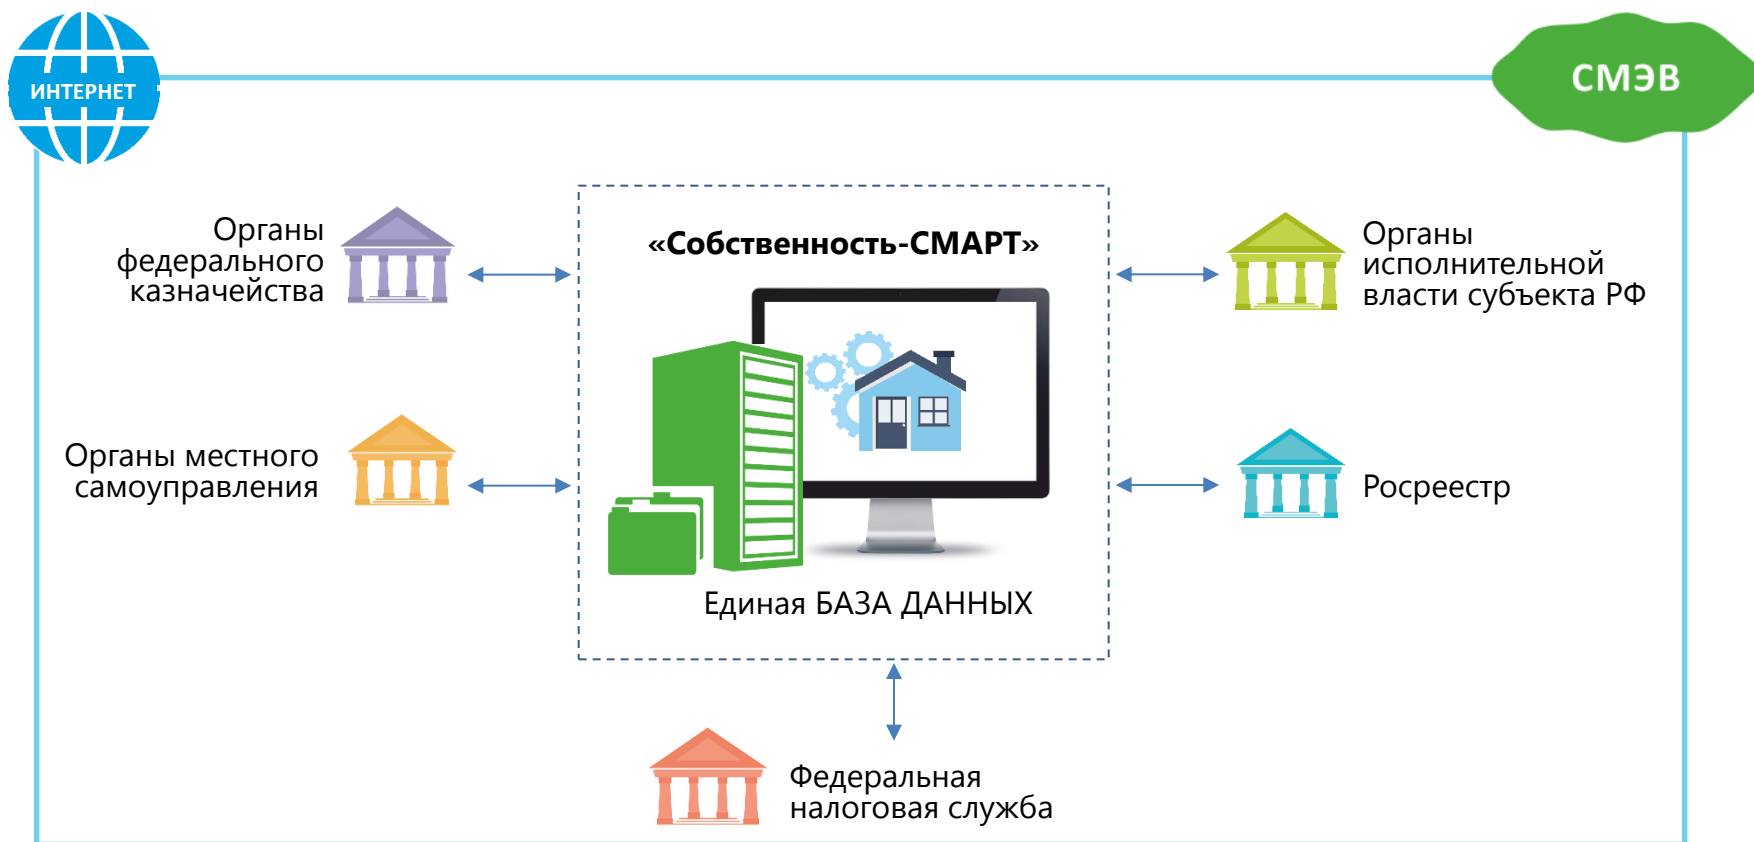 ИНТЕРНЕТ
СМЭВ
Органы
федерального
казначейства
«Собственность-СМАРТ»
Органы
исполнительной
власти субъекта РФ
Органы местного
самоуправления
Росреестр
Единая БАЗА ДАННЫХ
Федеральная
налоговая служба